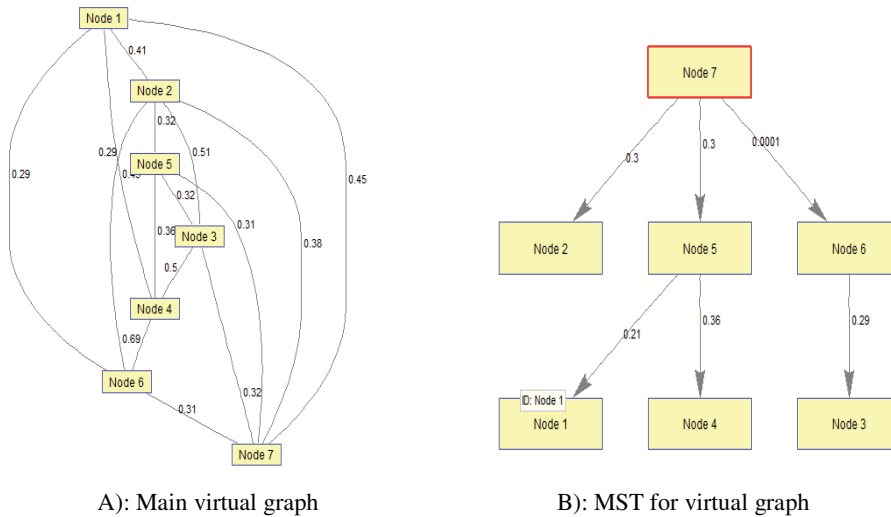 Node 1
0.41
Node 2
0.32
0.51
0.29
Node 5
0.29
0.45
0.32
0.31
0.36
Node 3
0.38
0.5
Node 4
0.69
Node 6
0.32
0.31
Node 7
A): Main virtual graph
Node 7
0.3
0.3
0.0001
Node 2
Node 5
Node 6
0.21
0.36
0.29
ID: Node 1
Node 1
Node 4
Node 3
B): MST for virtual graph